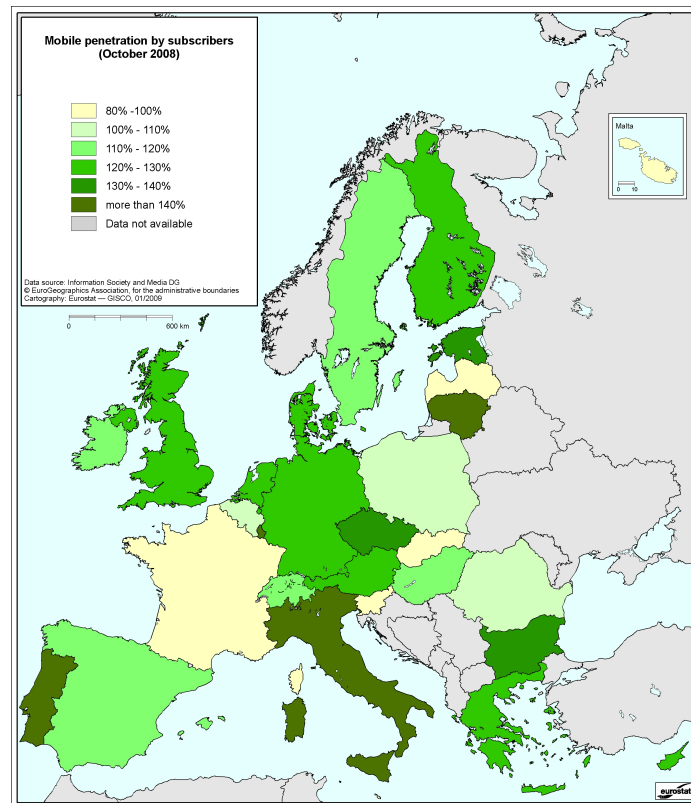 Mobile penetration by subscribers
(October 2008)
80% -100%
100% - 110%
110% - 120%
120% - 130%
130% - 140%
more than 140%
Data not available
Data source: Information Society and Media DG
© EuroGeographics Association, for the administrative boundaries
Cartography: Eurostat — GISCO, 01/2009
0 600 km
Malta
0 10
eurostat